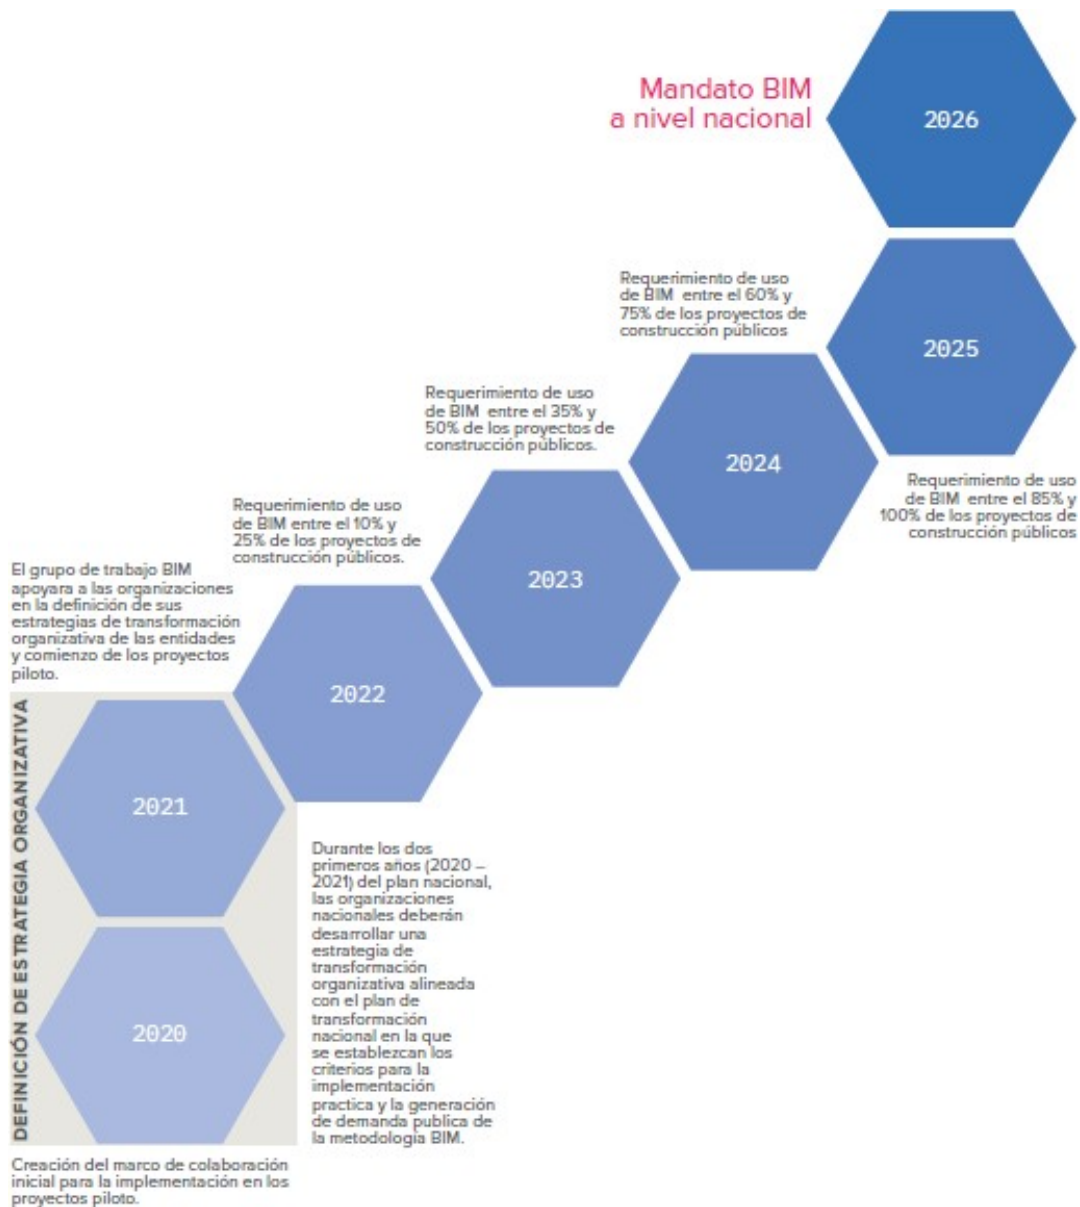 Mandato BIM
a nivel nacional
2026
Requerimiento de uso
de BIM entre el 60% y
75% de los proyectos de
construcción públicos
2025
Requerimiento de uso
de BIM entre el 85% y
100% de los proyectos de
construcción públicos
Requerimiento de uso
de BIM entre el 35% y
50% de los proyectos de
construcción públicos.
2024
Requerimiento de uso
de BIM entre el 10% y
25% de los proyectos de
construcción públicos.
2023
El grupo de trabajo BIM
apoyara a las organizaciones
en la definición de sus
estrategias de transformación
organizativa de las entidades
y comienzo de los proyectos
piloto.
2022
DEFINICIÓN DE ESTRATEGIA ORGANIZATIVA
2021
2020
Durante los dos
primeros años (2020 –
2021) del plan nacional,
las organizaciones
nacionales deberán
desarrollar una
estrategia de
transformación
organizativa alineada
con el plan de
transformación
nacional en la que
se establezcan los
criterios para la
implementación
practica y la generación
de demanda publica de
la metodología BIM.
Creación del marco de colaboración
inicial para la implementación en los
proyectos piloto.